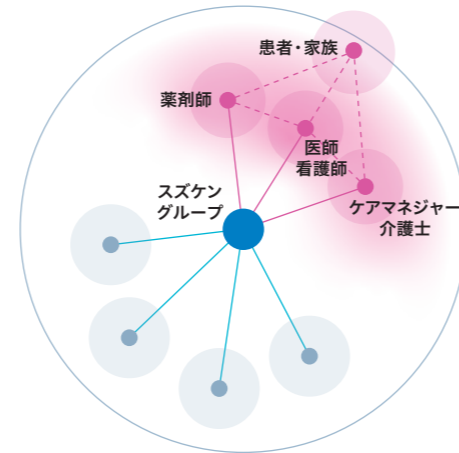 患者・家族
薬剤師
医師
看護師
スズケン
グループ
ケアマネジャー
介護士